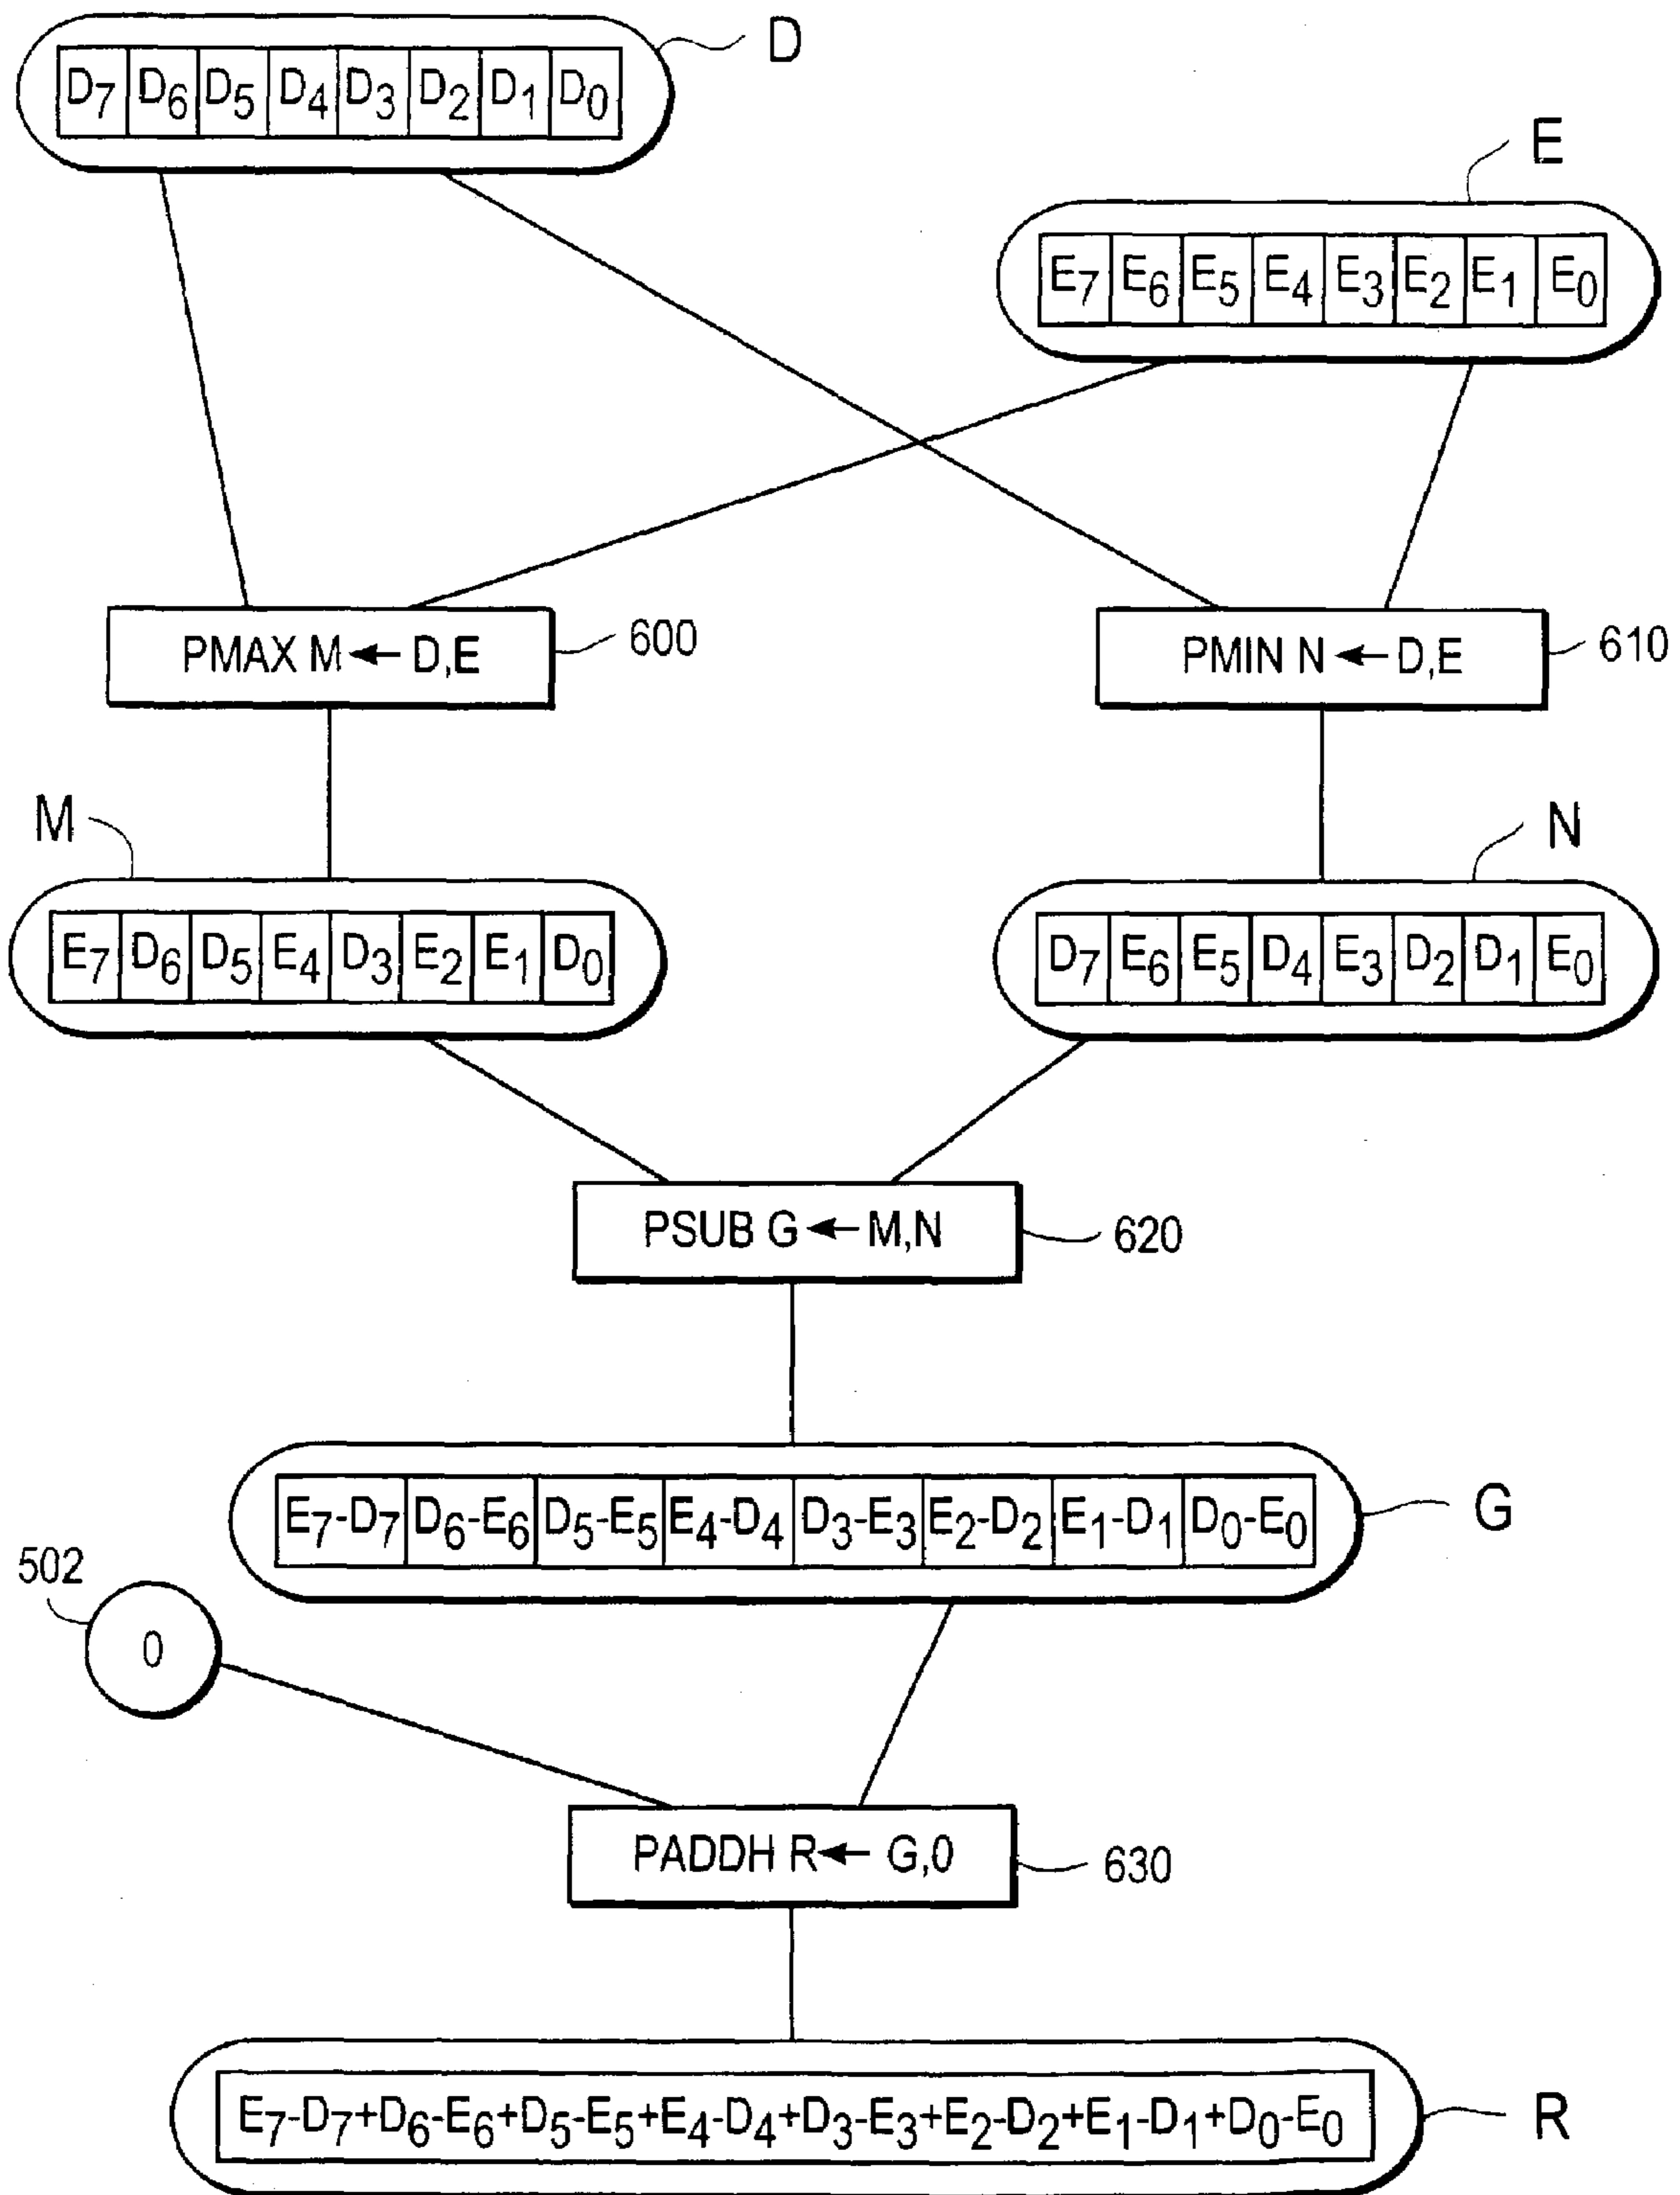 D
D7 D6 D5 D4 D3 D2 D1 D0
E
E7 E6 E5 E4 E3 E2 E1 E0
PMAX M ← D,E
600
PMIN N ← D,E
610
M
E7 D6 D5 E4 D3 E2 E1 D0
N
D7 E6 E5 D4 E3 D2 D1 E0
PSUB G ← M,N
620
E7-D7 D6-E6 D5-E5 E4-D4 D3-E3 E2-D2 E1-D1 D0-E0
G
502
0
PADDH R ← G,0
630
E7-D7+D6-E6+D5-E5+E4-D4+D3-E3+E2-D2+E1-D1+D0-E0
R